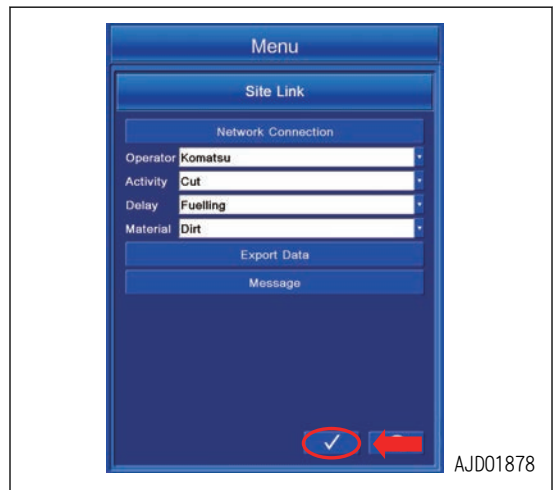 Menu
Site Link
Network Connection
Operator Komatsu
Activity Cut
Delay Fuelling
Material Dirt
Export Data
Message
AJD01878